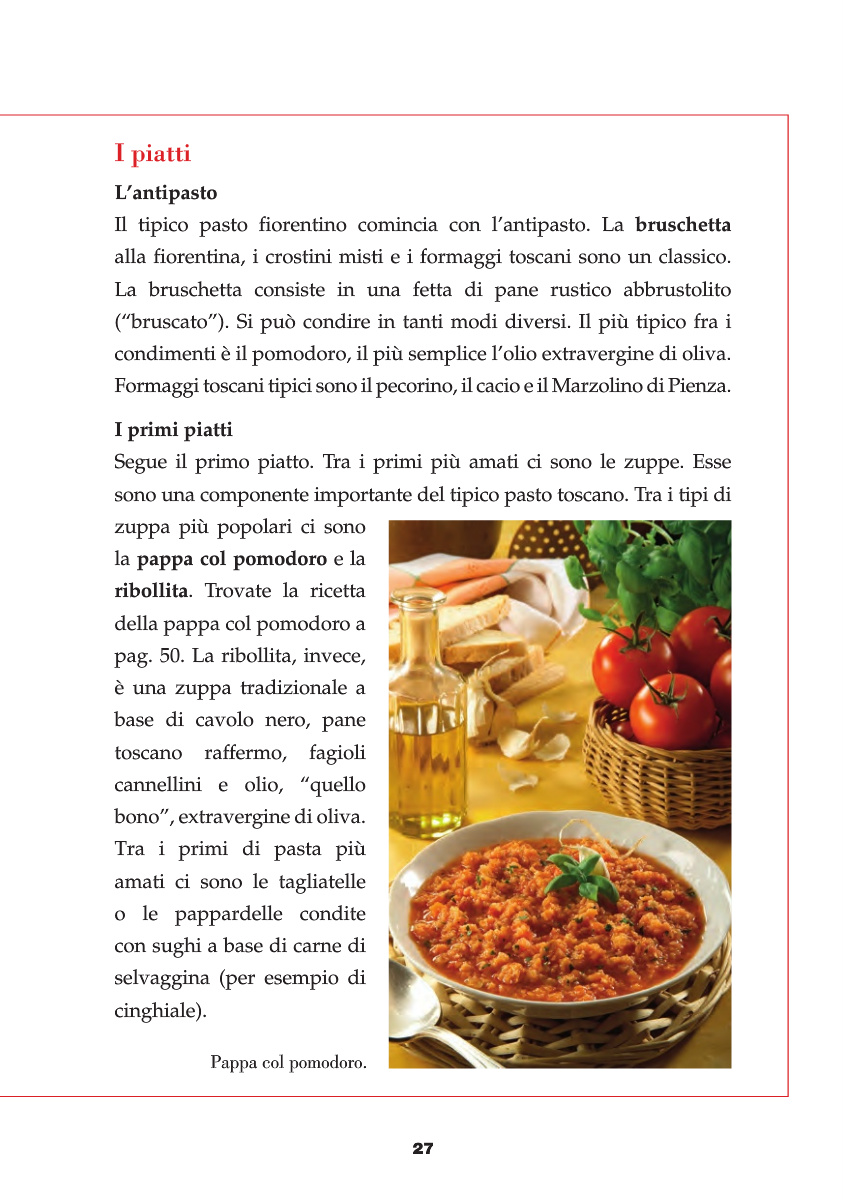 I piatti
L’antipasto
Il tipico pasto fiorentino comincia con l’antipasto. La bruschetta
alla fiorentina, i crostini misti e i formaggi toscani sono un classico.
La bruschetta consiste in una fetta di pane rustico abbrustolito
(“bruscato”). Si può condire in tanti modi diversi. Il più tipico fra i
condimenti è il pomodoro, il più semplice l’olio extravergine di oliva.
Formaggi toscani tipici sono il pecorino, il cacio e il Marzolino di Pienza.
I primi piatti
Segue il primo piatto. Tra i primi più amati ci sono le zuppe. Esse
sono una componente importante del tipico pasto toscano. Tra i tipi di
zuppa più popolari ci sono
la pappa col pomodoro e la
ribollita. Trovate la ricetta
della pappa col pomodoro a
pag. 50. La ribollita, invece,
è una zuppa tradizionale a
base di cavolo nero, pane
toscano raffermo, fagioli
cannellini e olio, “quello
bono”, extravergine di oliva.
Tra i primi di pasta più
amati ci sono le tagliatelle
o le pappardelle condite
con sughi a base di carne di
selvaggina (per esempio di
cinghiale).
Pappa col pomodoro.
27